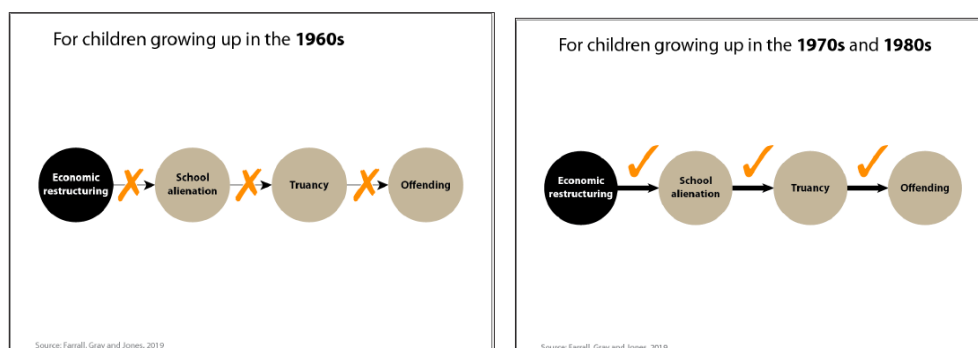 For children growing up in the 1960s
Economic
restructuring
School
alienation
Truancy
Offending
Source: Farrall, Gray and Jones, 2019
For children growing up in the 1970s and 1980s
Economic
restructuring
School
alienation
Truancy
Offending
Source: Farrall, Gray and Jones, 2019